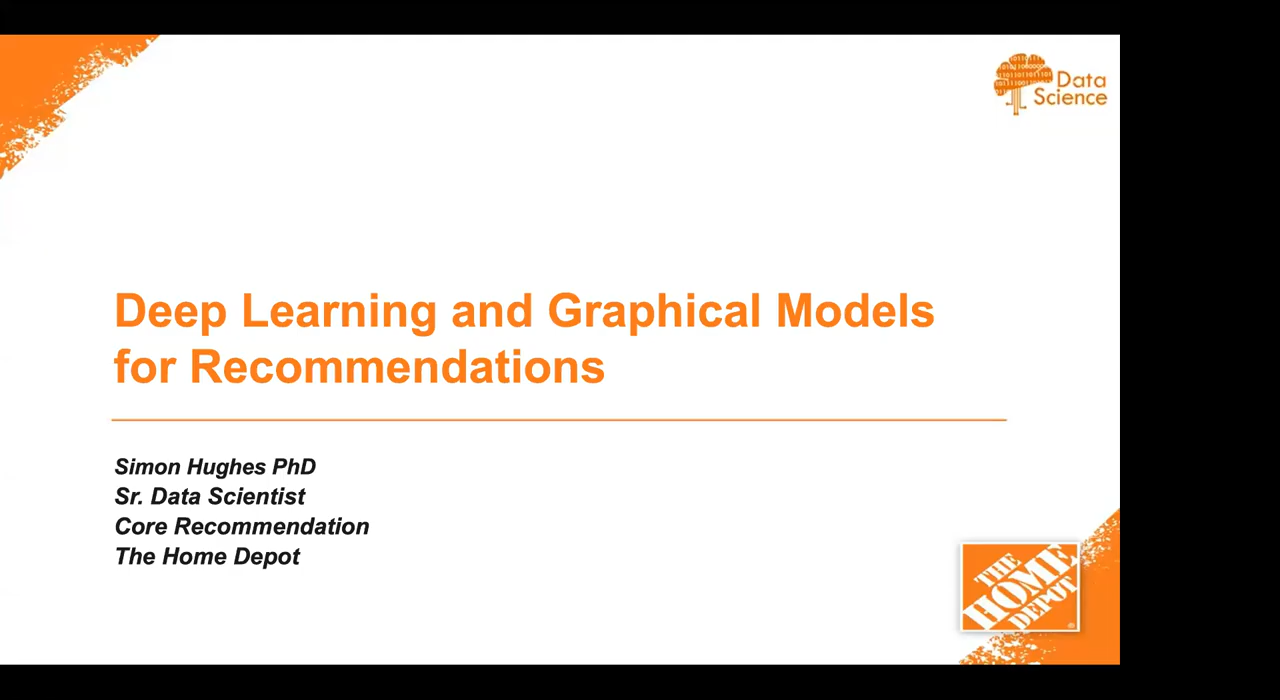 Data
Science
Deep Learning and Graphical Models
for Recommendations
Simon Hughes PhD
Sr. Data Scientist
Core Recommendation
The Home Depot
THE
HOME
DEPOT